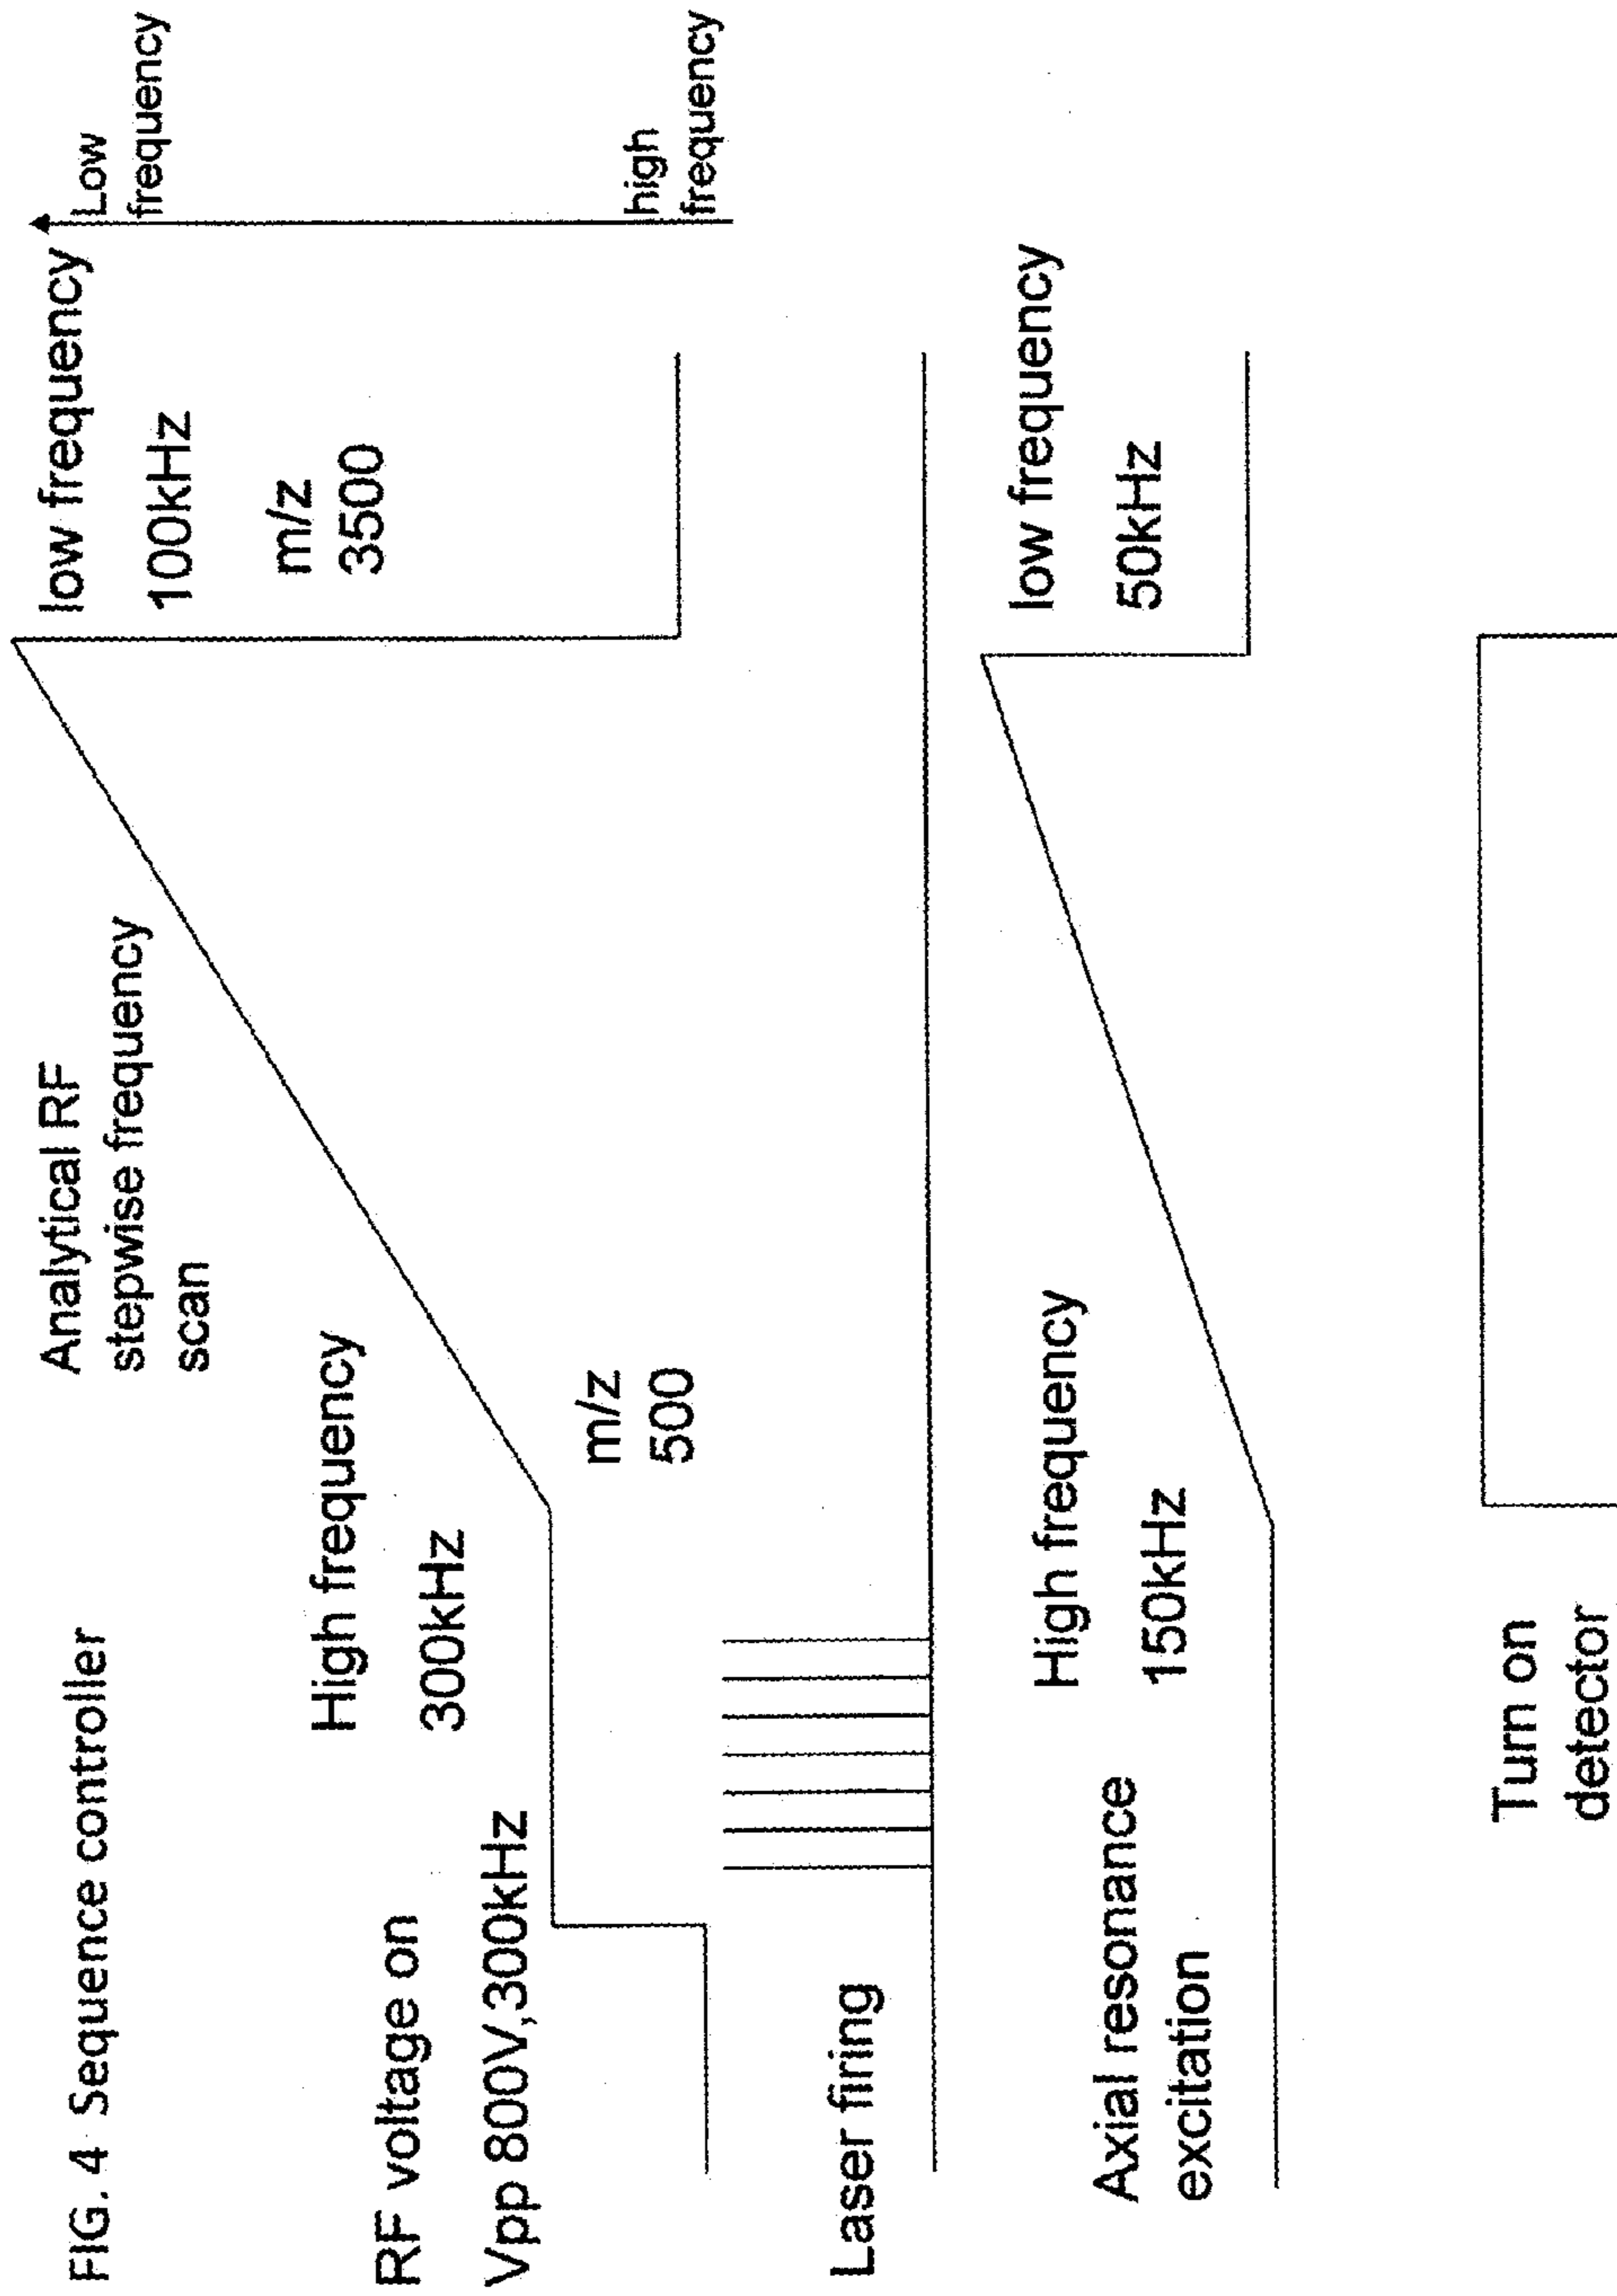 FIG. 4 Sequence controller
Analytical RF
stepwise frequency
scan
low frequency
100kHz
m/z
3500
Low
frequency
high
frequency
High frequency
300kHz
RF voltage on
Vpp 800V,300kHz
m/z
500
Laser firing
High frequency
150kHz
low frequency
50kHz
Axial resonance
excitation
Turn on
detector